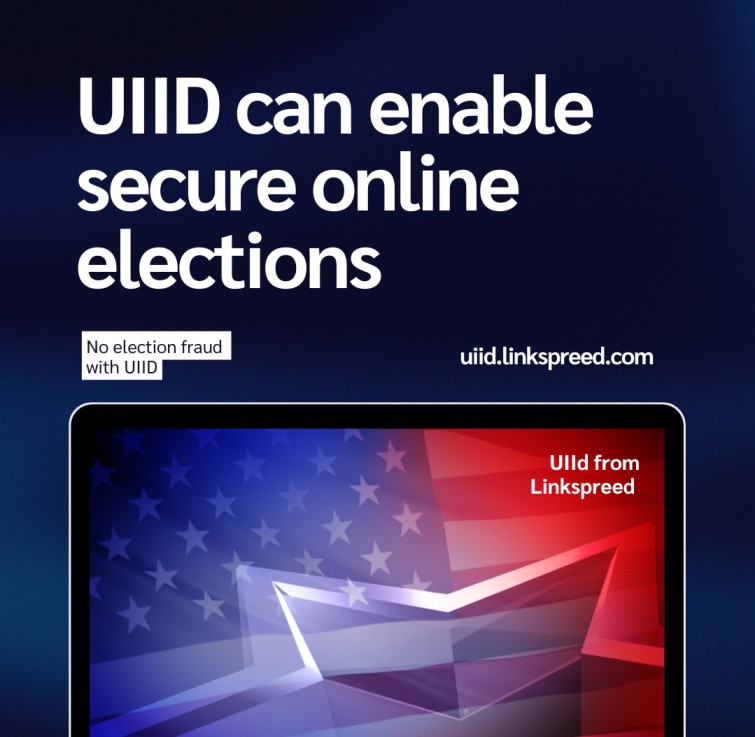 UIID can enable
secure online
elections
No election fraud
with UIID
uiid.linkspreed.com
UIId from
Linkspreed